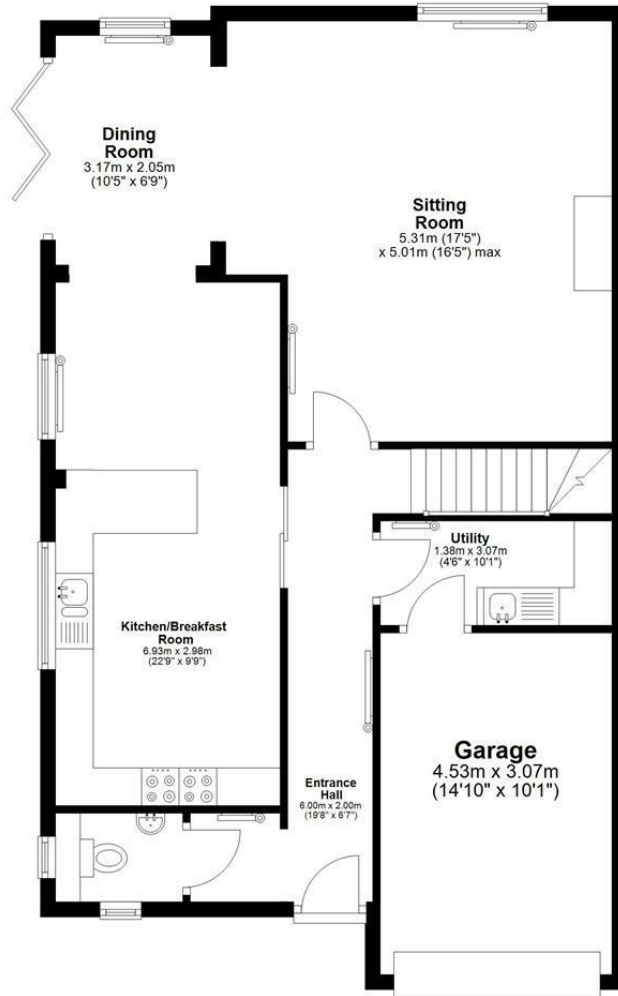 Dining
Room
3.17m x 2.05m
(10'5" x 6'9")
Sitting
Room
5.31m (17'5")
x 5.01m (16'5") max
Utility
1.38m x 3.07m
(4'6" x 10'1")
Kitchen/Breakfast
Room
6.93m x 2.98m
(22'9" x 9'9")
Garage
4.53m x 3.07m
(14'10" x 10'1")
Entrance
Hall
6.00m x 2.00m
(19'8" x 6'7")